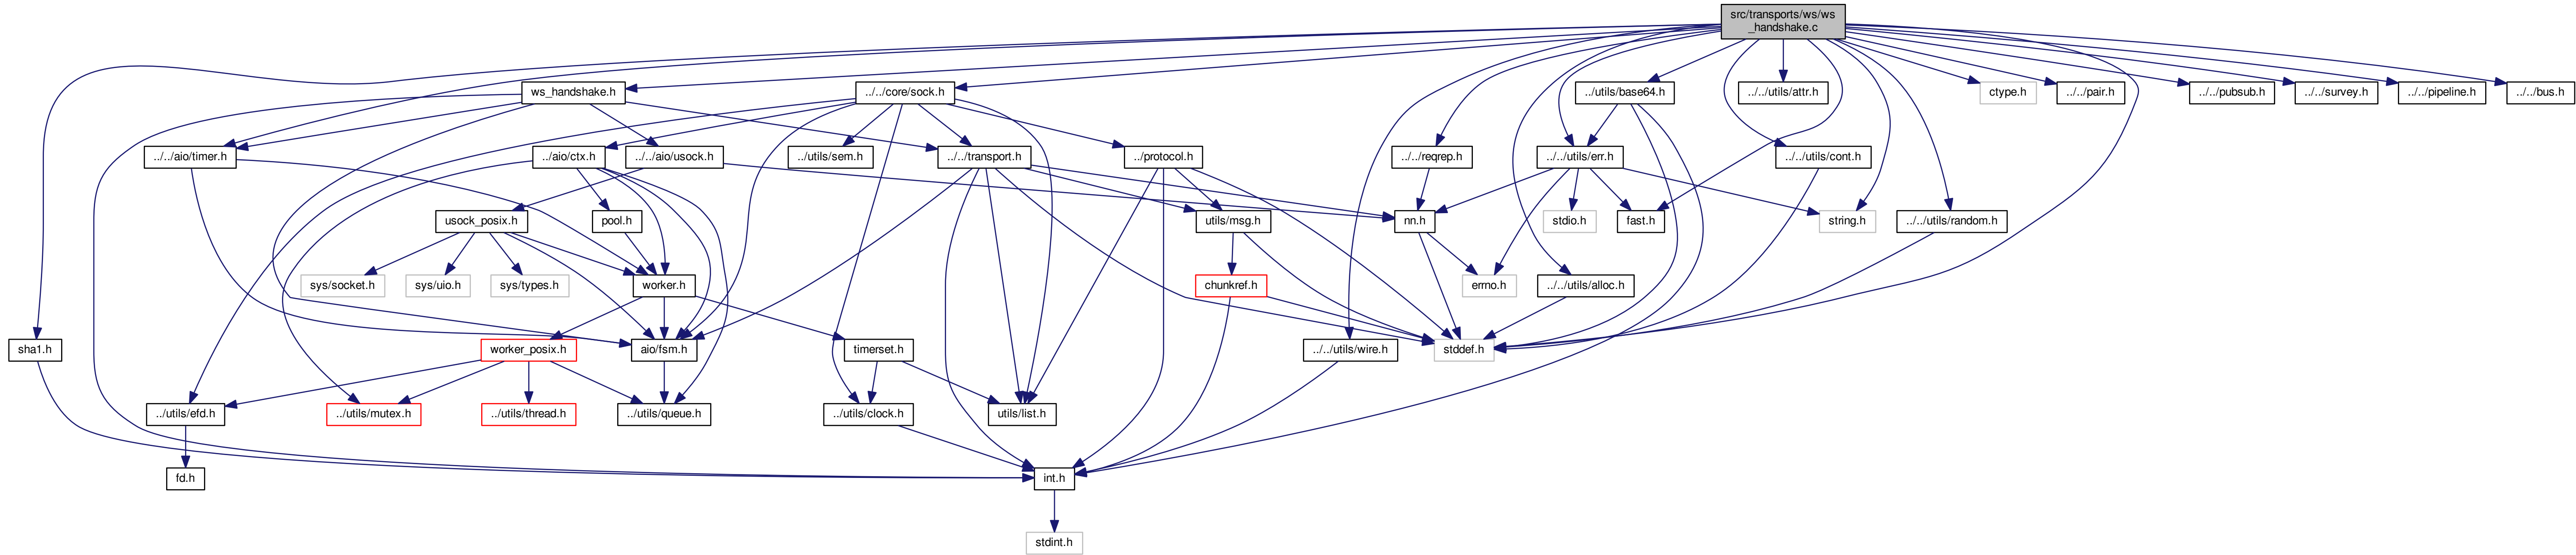 src/transports/ws/ws
_handshake.c
ws_handshake.h
../../core/sock.h
../utils/base64.h
../../utils/attr.h
ctype.h
../../pair.h
../../pubsub.h
../../survey.h
../../pipeline.h
../../bus.h
../../aio/timer.h
../aio/ctx.h
../../aio/usock.h
../utils/sem.h
../../transport.h
../protocol.h
../../reqrep.h
../../utils/err.h
../../utils/cont.h
usock_posix.h
pool.h
utils/msg.h
nn.h
stdio.h
fast.h
string.h
../../utils/random.h
sys/socket.h
sys/uio.h
sys/types.h
worker.h
chunkref.h
errno.h
../../utils/alloc.h
sha1.h
worker_posix.h
aio/fsm.h
timerset.h
../../utils/wire.h
stddef.h
../utils/efd.h
../utils/mutex.h
../utils/thread.h
../utils/queue.h
../utils/clock.h
utils/list.h
fd.h
int.h
stdint.h